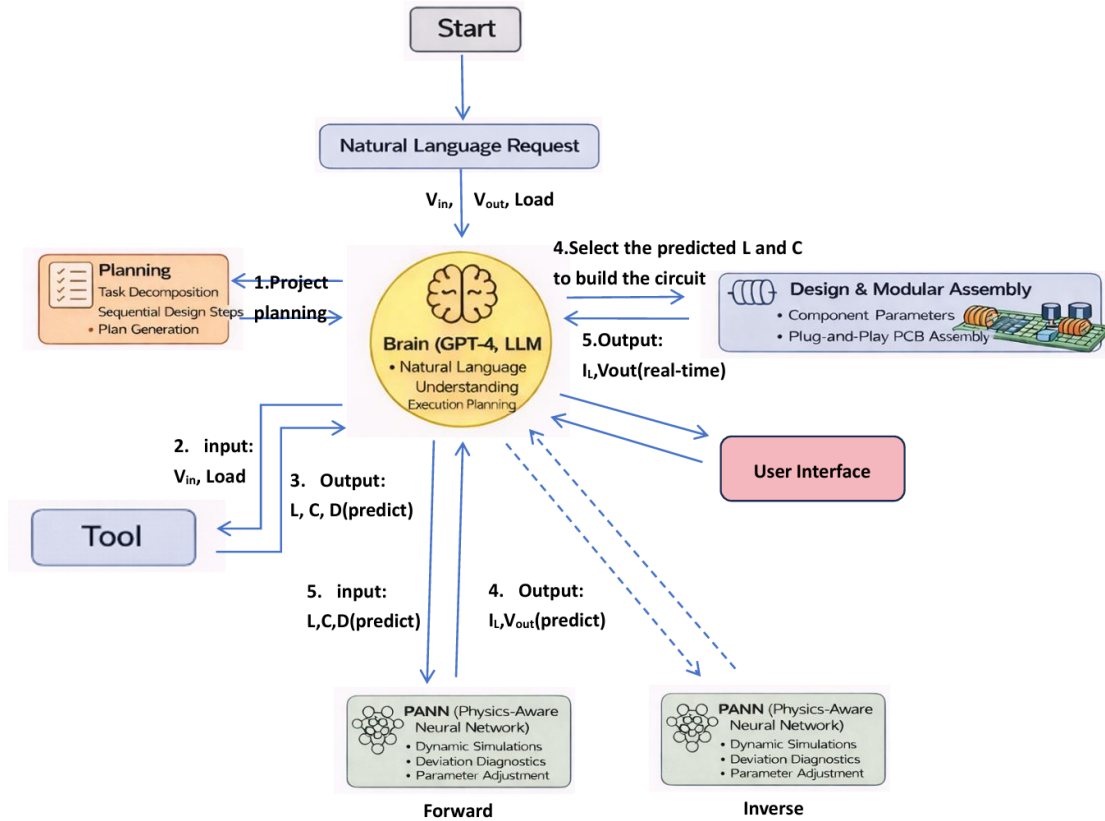 Start
Natural Language Request
Vin, Vout, Load
4.Select the predicted L and C
to build the circuit
Planning
Task Decomposition
Sequential Design Steps
• Plan Generation
1.Project
planning
Brain (GPT-4, LLM
• Natural Language
Understanding
Execution Planning
Design & Modular Assembly
• Component Parameters
• Plug-and-Play PCB Assembly
5.Output:
IL,Vout(real-time)
2. input:
Vin, Load
3. Output:
L, C, D(predict)
User Interface
Tool
5. input:
L,C,D(predict)
4. Output:
IL,Vout(predict)
PANN (Physics-Aware
Neural Network)
• Dynamic Simulations
• Deviation Diagnostics
• Parameter Adjustment
Forward
PANN (Physics-Aware
Neural Network)
• Dynamic Simulations
• Deviation Diagnostics
• Parameter Adjustment
Inverse